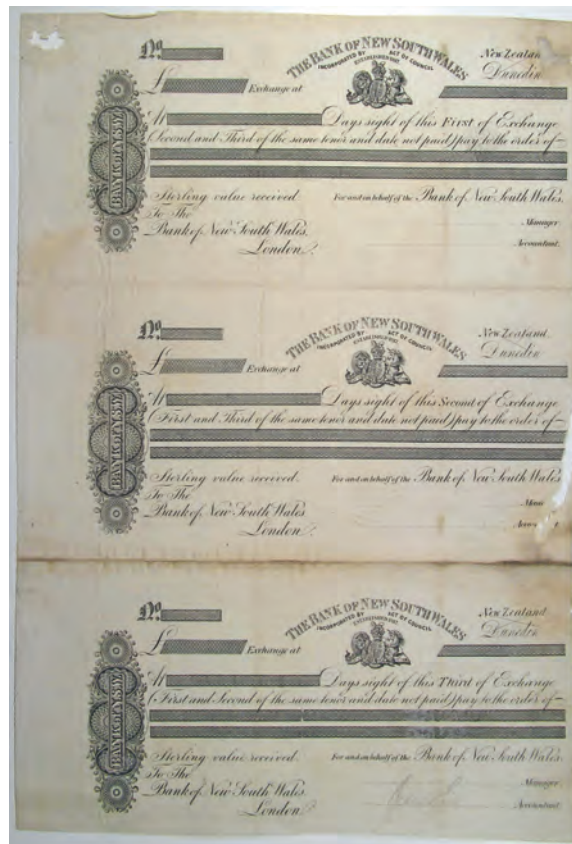 No
THE BANK OF NEW SOUTH WALES
INCORPORATED BY ACT OF COUNCIL
New Zealan
Dunedin
£ Exchange at
At Days sight of this First of Exchange
(Second and Third of the same tenor and date not paid) pay to the order of
BANK OF N.S.W.
Sterling value received. For and on behalf of the Bank of New South Wales.
To The
Manager.
Bank of New South Wales.
Accountant.
London.
No
THE BANK OF NEW SOUTH WALES
INCORPORATED BY ACT OF COUNCIL
New Zealand.
Dunedin
£ Exchange at
At Days sight of this Second of Exchange
(First and Third of the same tenor and date not paid) pay to the order of
BANK OF N.S.W.
Sterling value received. For and on behalf of the Bank of New South Wales
To The
Bank of New South Wales.
London.
No
THE BANK OF NEW SOUTH WALES
INCORPORATED BY ACT OF COUNCIL
New Zealand.
Dunedin
£ Exchange at
At Days sight of this Third of Exchange
(First and Second of the same tenor and date not paid) pay to the order of
BANK OF N.S.W.
Sterling value received. For and on behalf of the Bank of New South Wales.
To The
Manager.
Bank of New South Wales.
Accountant.
London.